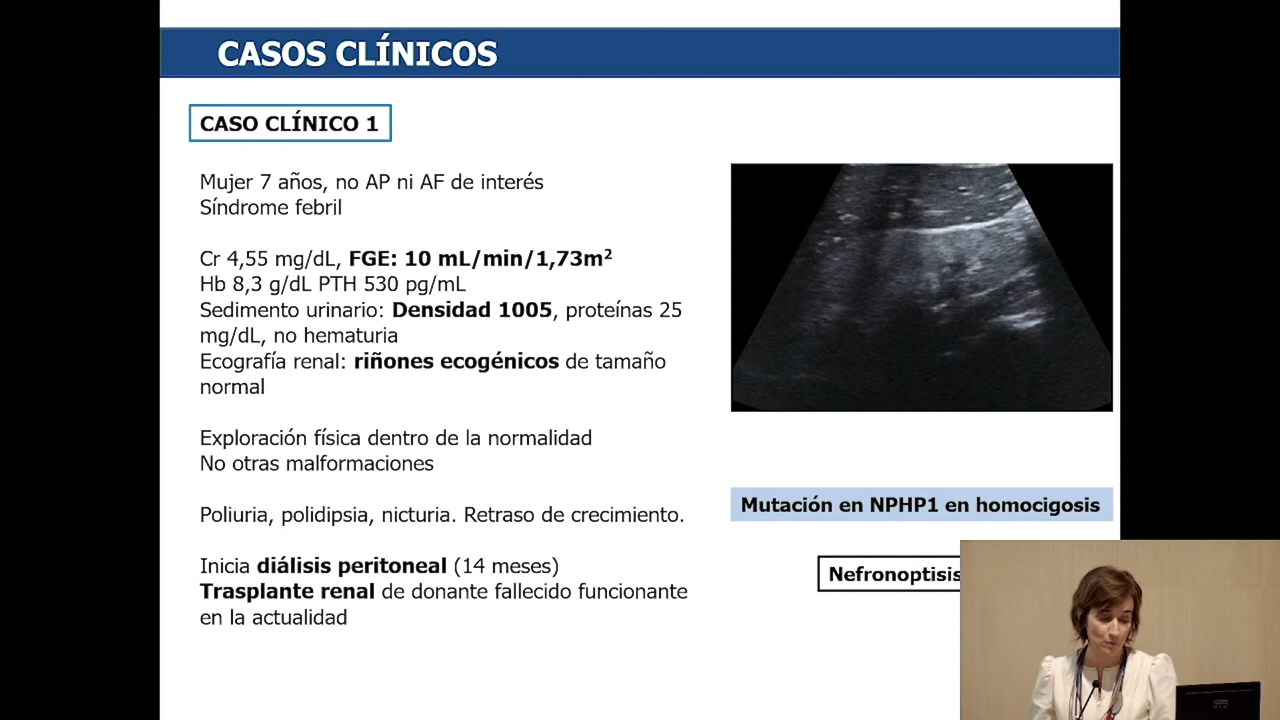 CASOS CLÍNICOS
CASO CLÍNICO 1
Mujer 7 años, no AP ni AF de interés
Síndrome febril
Cr 4,55 mg/dL, FGE: 10 mL/min/1,73m²
Hb 8,3 g/dL PTH 530 pg/mL
Sedimento urinario: Densidad 1005, proteínas 25
mg/dL, no hematuria
Ecografía renal: riñones ecogénicos de tamaño
normal
Exploración física dentro de la normalidad
No otras malformaciones
Poliuria, polidipsia, nicturia. Retraso de crecimiento.
Inicia diálisis peritoneal (14 meses)
Trasplante renal de donante fallecido funcionante
en la actualidad
Mutación en NPHP1 en homocigosis
Nefronoptisis